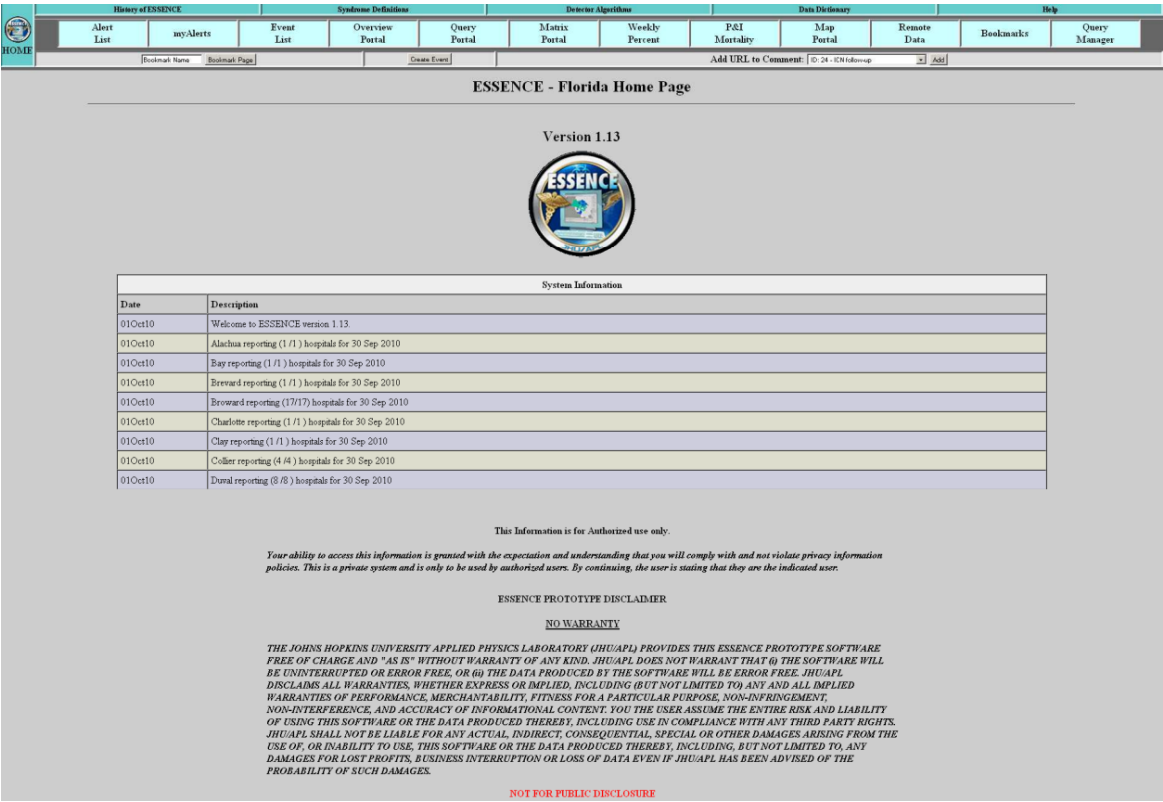 History of ESSENCE Syndrome Definitions Detector Algorithms Data Dictionary Help
HOME
Alert List myAlerts Event List Overview Portal Query Portal Matrix Portal Weekly Percent P&I Mortality Map Portal Remote Data Bookmarks Query Manager
Bookmark Name Bookmark Page Create Event Add URL to Comment: ID: 24 - ICN follow-up Add
ESSENCE - Florida Home Page
Version 1.13
ESSENCE
JHU/APL
System Information
Date Description
01Oct10 Welcome to ESSENCE version 1.13.
01Oct10 Alachua reporting (1 /1 ) hospitals for 30 Sep 2010
01Oct10 Bay reporting (1 /1 ) hospitals for 30 Sep 2010
01Oct10 Brevard reporting (1 /1 ) hospitals for 30 Sep 2010
01Oct10 Broward reporting (17/17) hospitals for 30 Sep 2010
01Oct10 Charlotte reporting (1 /1 ) hospitals for 30 Sep 2010
01Oct10 Clay reporting (1 /1 ) hospitals for 30 Sep 2010
01Oct10 Collier reporting (4 /4 ) hospitals for 30 Sep 2010
01Oct10 Duval reporting (8 /8 ) hospitals for 30 Sep 2010
This Information is for Authorized use only.
Your ability to access this information is granted with the expectation and understanding that you will comply with and not violate privacy information
policies. This is a private system and is only to be used by authorized users. By continuing, the user is stating that they are the indicated user.
ESSENCE PROTOTYPE DISCLAIMER
NO WARRANTY
THE JOHNS HOPKINS UNIVERSITY APPLIED PHYSICS LABORATORY (JHU/APL) PROVIDES THIS ESSENCE PROTOTYPE SOFTWARE
FREE OF CHARGE AND "AS IS" WITHOUT WARRANTY OF ANY KIND. JHU/APL DOES NOT WARRANT THAT (i) THE SOFTWARE WILL
BE UNINTERRUPTED OR ERROR FREE, OR (ii) THE DATA PRODUCED BY THE SOFTWARE WILL BE ERROR FREE. JHU/APL
DISCLAIMS ALL WARRANTIES, WHETHER EXPRESS OR IMPLIED, INCLUDING (BUT NOT LIMITED TO) ANY AND ALL IMPLIED
WARRANTIES OF PERFORMANCE, MERCHANTABILITY, FITNESS FOR A PARTICULAR PURPOSE, NON-INFRINGEMENT,
NON-INTERFERENCE, AND ACCURACY OF INFORMATIONAL CONTENT. YOU THE USER ASSUME THE ENTIRE RISK AND LIABILITY
OF USING THIS SOFTWARE OR THE DATA PRODUCED THEREBY, INCLUDING USE IN COMPLIANCE WITH ANY THIRD PARTY RIGHTS.
JHU/APL SHALL NOT BE LIABLE FOR ANY ACTUAL, INDIRECT, CONSEQUENTIAL, SPECIAL OR OTHER DAMAGES ARISING FROM THE
USE OF, OR INABILITY TO USE, THIS SOFTWARE OR THE DATA PRODUCED THEREBY, INCLUDING, BUT NOT LIMITED TO, ANY
DAMAGES FOR LOST PROFITS, BUSINESS INTERRUPTION OR LOSS OF DATA EVEN IF JHU/APL HAS BEEN ADVISED OF THE
PROBABILITY OF SUCH DAMAGES.
NOT FOR PUBLIC DISCLOSURE